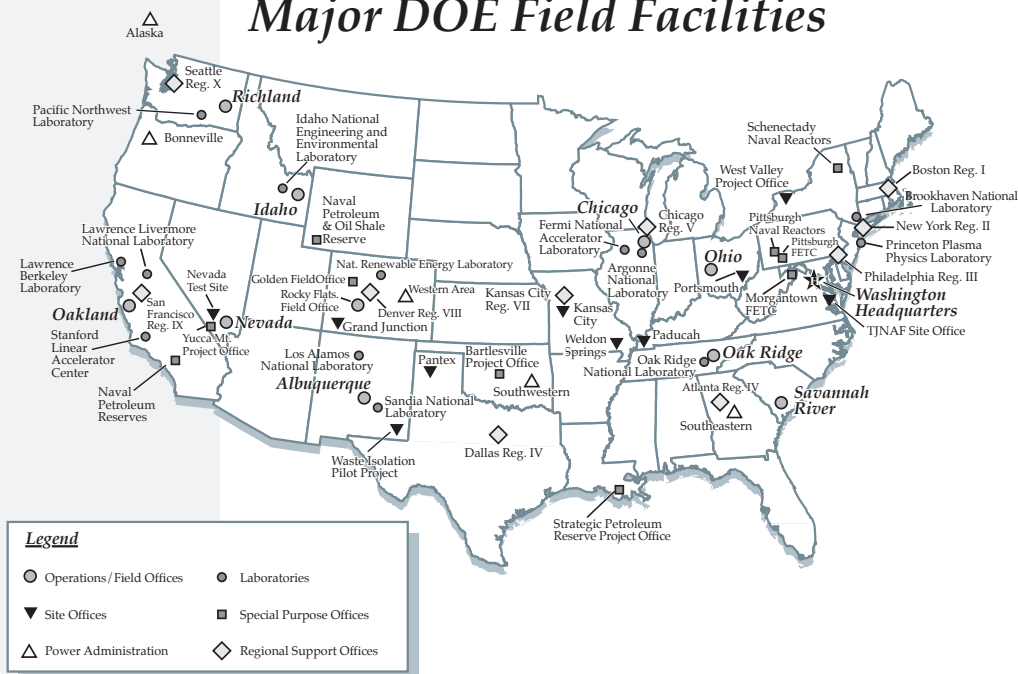 Major DOE Field Facilities
Alaska
Seattle
Reg. X
Richland
Pacific Northwest
Laboratory
Bonneville
Idaho National
Engineering and
Environmental
Laboratory
Idaho
Naval
Petroleum
& Oil Shale
Reserve
Schenectady
Naval Reactors
West Valley
Project Office
Boston Reg. I
Brookhaven National
Laboratory
New York Reg. II
Princeton Plasma
Physics Laboratory
Philadelphia Reg. III
Washington
Headquarters
TJNAF Site Office
Pittsburgh
Naval Reactors
Pittsburgh
FETC
Morgantown
FETC
Chicago
Chicago
Reg. V
Fermi National
Accelerator
Laboratory
Argonne
National
Laboratory
Ohio
Portsmouth
Lawrence Livermore
National Laboratory
Lawrence
Berkeley
Laboratory
Nevada
Test Site
San
Francisco
Reg. IX
Oakland
Nevada
Yucca Mt.
Project Office
Stanford
Linear
Accelerator
Center
Naval
Petroleum
Reserves
Nat. Renewable Energy Laboratory
Golden FieldOffice
Rocky Flats.
Field Office
Western Area
Denver Reg. VIII
Grand Junction
Kansas City
Reg. VII
Kansas
City
Weldon
Springs
Paducah
Oak Ridge
National Laboratory
Oak Ridge
Los Alamos
National Laboratory
Albuquerque
Sandia National
Laboratory
Pantex
Bartlesville
Project Office
Southwestern
Atlanta Reg. IV
Southeastern
Savannah
River
Waste Isolation
Pilot Project
Dallas Reg. IV
Strategic Petroleum
Reserve Project Office
Legend
Operations/Field Offices
Laboratories
Site Offices
Special Purpose Offices
Power Administration
Regional Support Offices